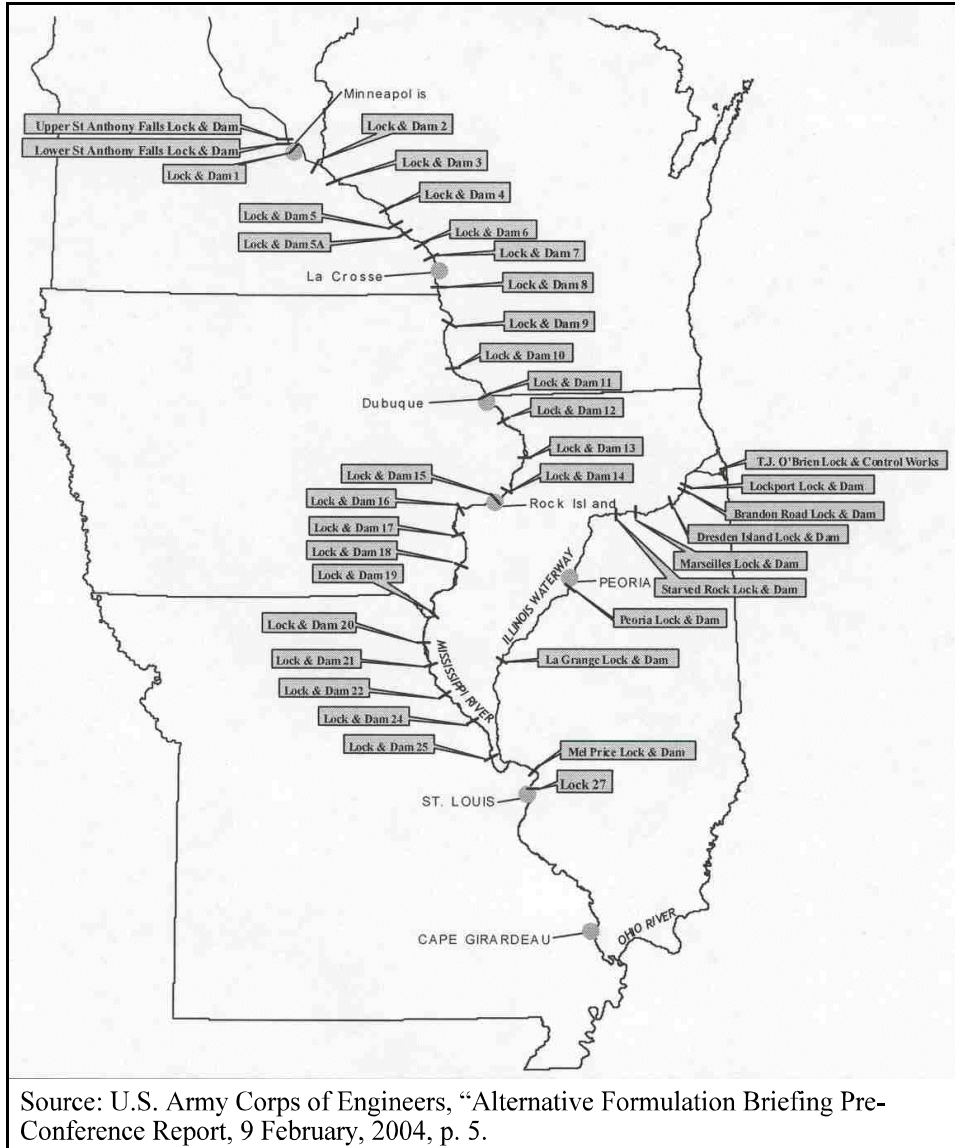 Minneapol is
Upper St Anthony Falls Lock & Dam
Lock & Dam 2
Lower St Anthony Falls Lock & Dam
Lock & Dam 3
Lock & Dam 1
Lock & Dam 4
Lock & Dam 5
Lock & Dam 6
Lock & Dam 5A
Lock & Dam 7
La Crosse
Lock & Dam 8
Lock & Dam 9
Lock & Dam 10
Lock & Dam 11
Dubuque
Lock & Dam 12
Lock & Dam 13
T.J. O'Brien Lock & Control Works
Lock & Dam 15
Lock & Dam 14
Lockport Lock & Dam
Lock & Dam 16
Rock Isl and
Brandon Road Lock & Dam
Lock & Dam 17
Dresden Island Lock & Dam
Lock & Dam 18
Marseilles Lock & Dam
Lock & Dam 19
ILLINOIS WATERWAY
PEORIA
Starved Rock Lock & Dam
Lock & Dam 20
Peoria Lock & Dam
Lock & Dam 21
MISSISSIPPI RIVER
La Grange Lock & Dam
Lock & Dam 22
Lock & Dam 24
Lock & Dam 25
Mel Price Lock & Dam
Lock 27
ST. LOUIS
CAPE GIRARDEAU
OHIO RIVER
Source: U.S. Army Corps of Engineers, “Alternative Formulation Briefing Pre-
Conference Report, 9 February, 2004, p. 5.